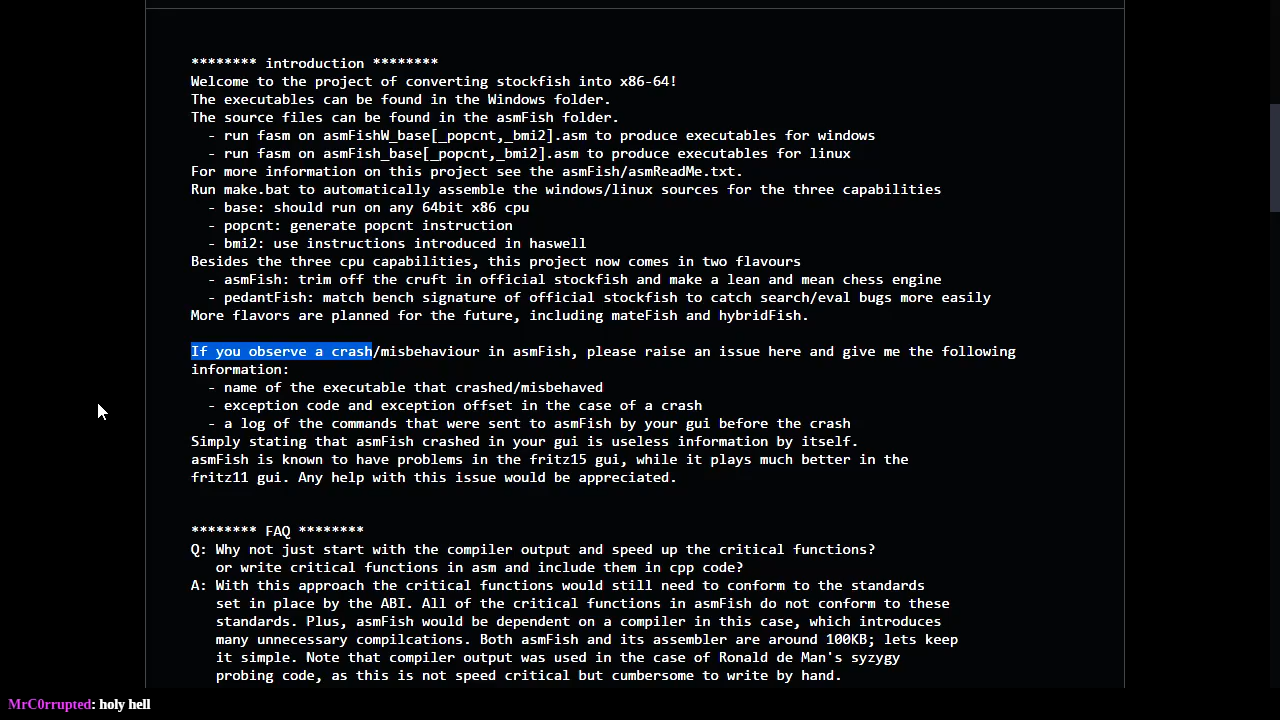 ******** introduction ********
Welcome to the project of converting stockfish into x86-64!
The executables can be found in the Windows folder.
The source files can be found in the asmFish folder.
- run fasm on asmFishW_base[_popcnt,_bmi2].asm to produce executables for windows
- run fasm on asmFish_base[_popcnt,_bmi2].asm to produce executables for linux
For more information on this project see the asmFish/asmReadMe.txt.
Run make.bat to automatically assemble the windows/linux sources for the three capabilities
- base: should run on any 64bit x86 cpu
- popcnt: generate popcnt instruction
- bmi2: use instructions introduced in haswell
Besides the three cpu capabilities, this project now comes in two flavours
- asmFish: trim off the cruft in official stockfish and make a lean and mean chess engine
- pedantFish: match bench signature of official stockfish to catch search/eval bugs more easily
More flavors are planned for the future, including mateFish and hybridFish.
If you observe a crash/misbehaviour in asmFish, please raise an issue here and give me the following
information:
- name of the executable that crashed/misbehaved
- exception code and exception offset in the case of a crash
- a log of the commands that were sent to asmFish by your gui before the crash
Simply stating that asmFish crashed in your gui is useless information by itself.
asmFish is known to have problems in the fritz15 gui, while it plays much better in the
fritz11 gui. Any help with this issue would be appreciated.
******** FAQ ********
Q: Why not just start with the compiler output and speed up the critical functions?
or write critical functions in asm and include them in cpp code?
A: With this approach the critical functions would still need to conform to the standards
set in place by the ABI. All of the critical functions in asmFish do not conform to these
standards. Plus, asmFish would be dependent on a compiler in this case, which introduces
many unnecessary compilcations. Both asmFish and its assembler are around 100KB; lets keep
it simple. Note that compiler output was used in the case of Ronald de Man's syzygy
probing code, as this is not speed critical but cumbersome to write by hand.
MrC0rrupted: holy hell